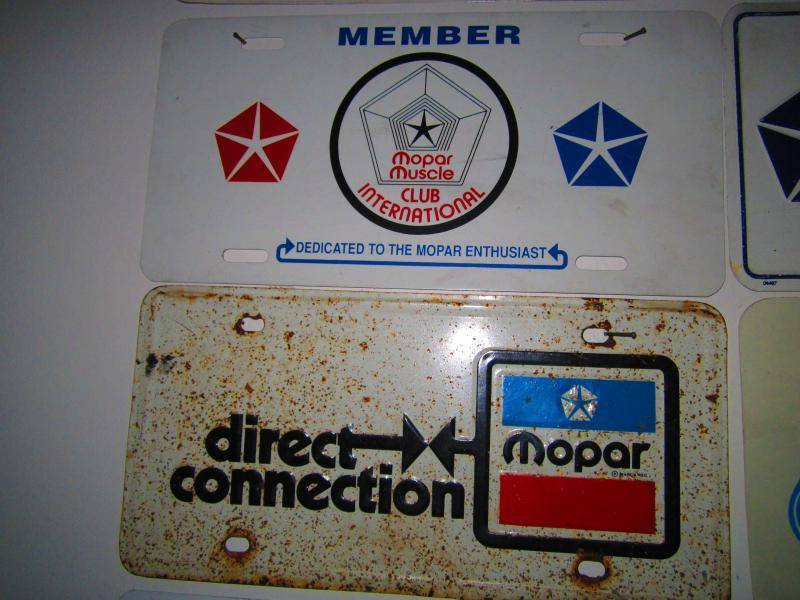 MEMBER
Mopar
Muscle
CLUB
INTERNATIONAL
DEDICATED TO THE MOPAR ENTHUSIAST
direct
connection
Mopar